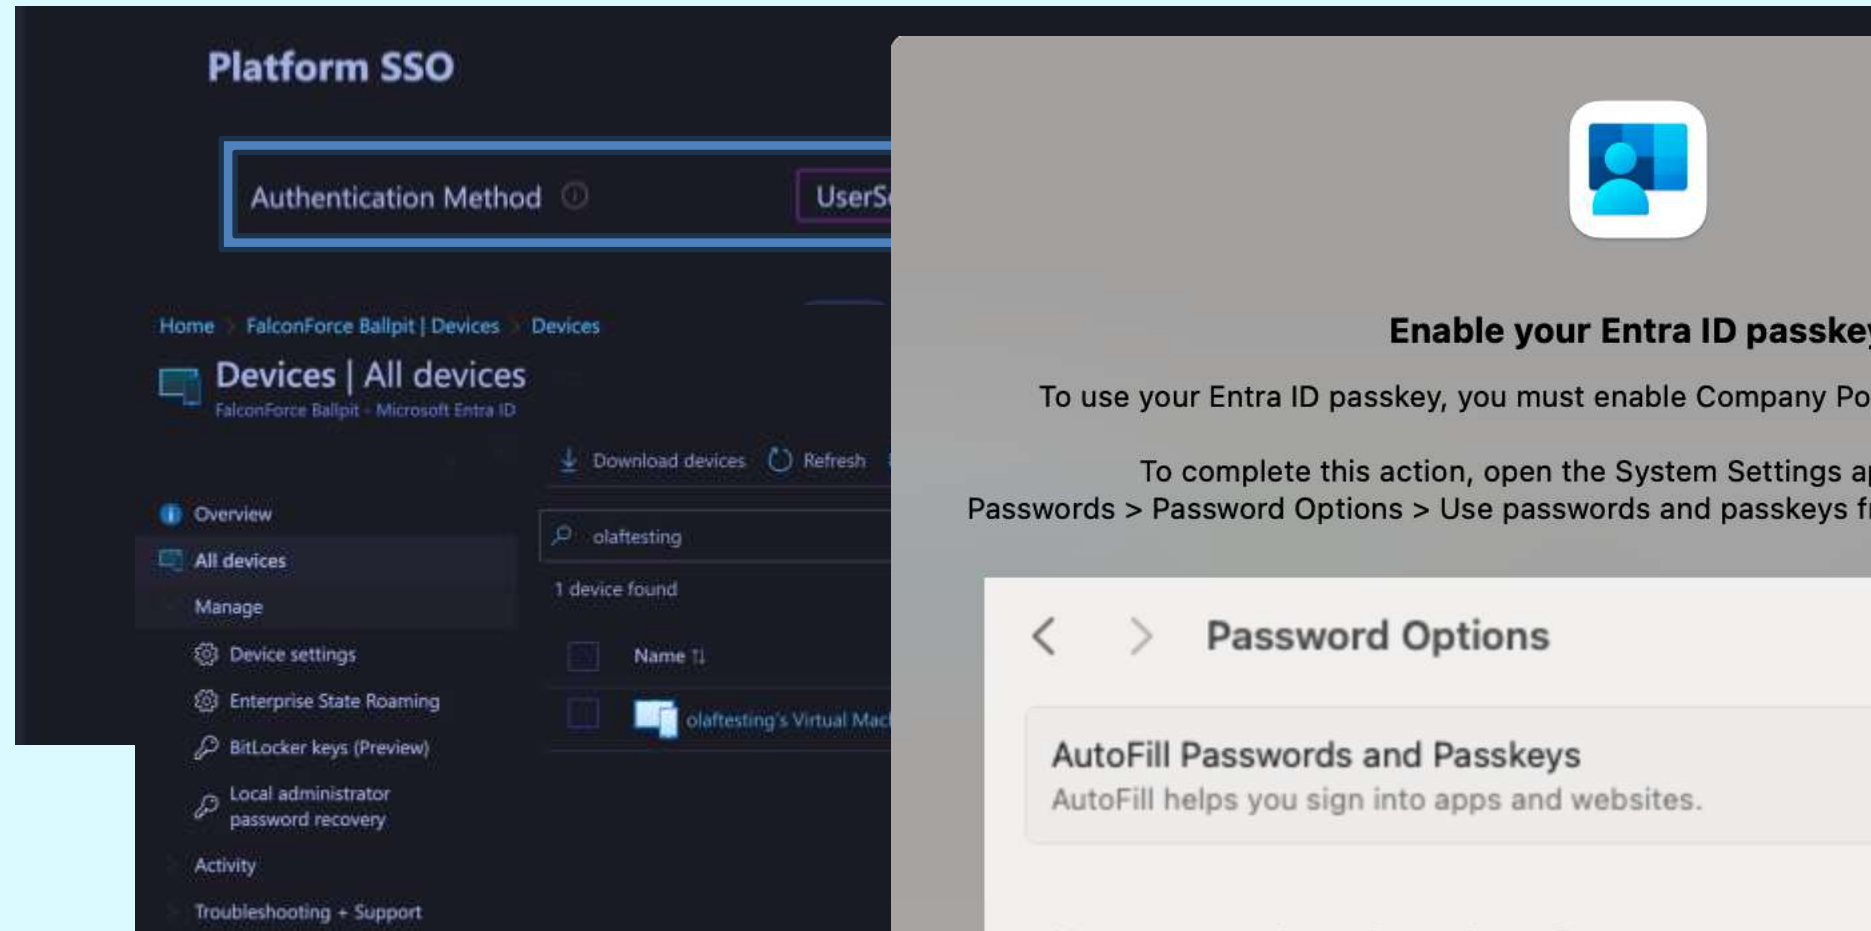 Platform SSO
Authentication Method
UserSe
Home > FalconForce Ballpit | Devices > Devices
Devices | All devices
FalconForce Ballpit - Microsoft Entra ID
Download devices
Refresh
Overview
All devices
Manage
Device settings
Enterprise State Roaming
BitLocker keys (Preview)
Local administrator
password recovery
Activity
Troubleshooting + Support
olaftesting
1 device found
Name
olaftesting's Virtual Mac
Enable your Entra ID passkey
To use your Entra ID passkey, you must enable Company Po
To complete this action, open the System Settings ap
Passwords > Password Options > Use passwords and passkeys fr
Password Options
AutoFill Passwords and Passkeys
AutoFill helps you sign into apps and websites.